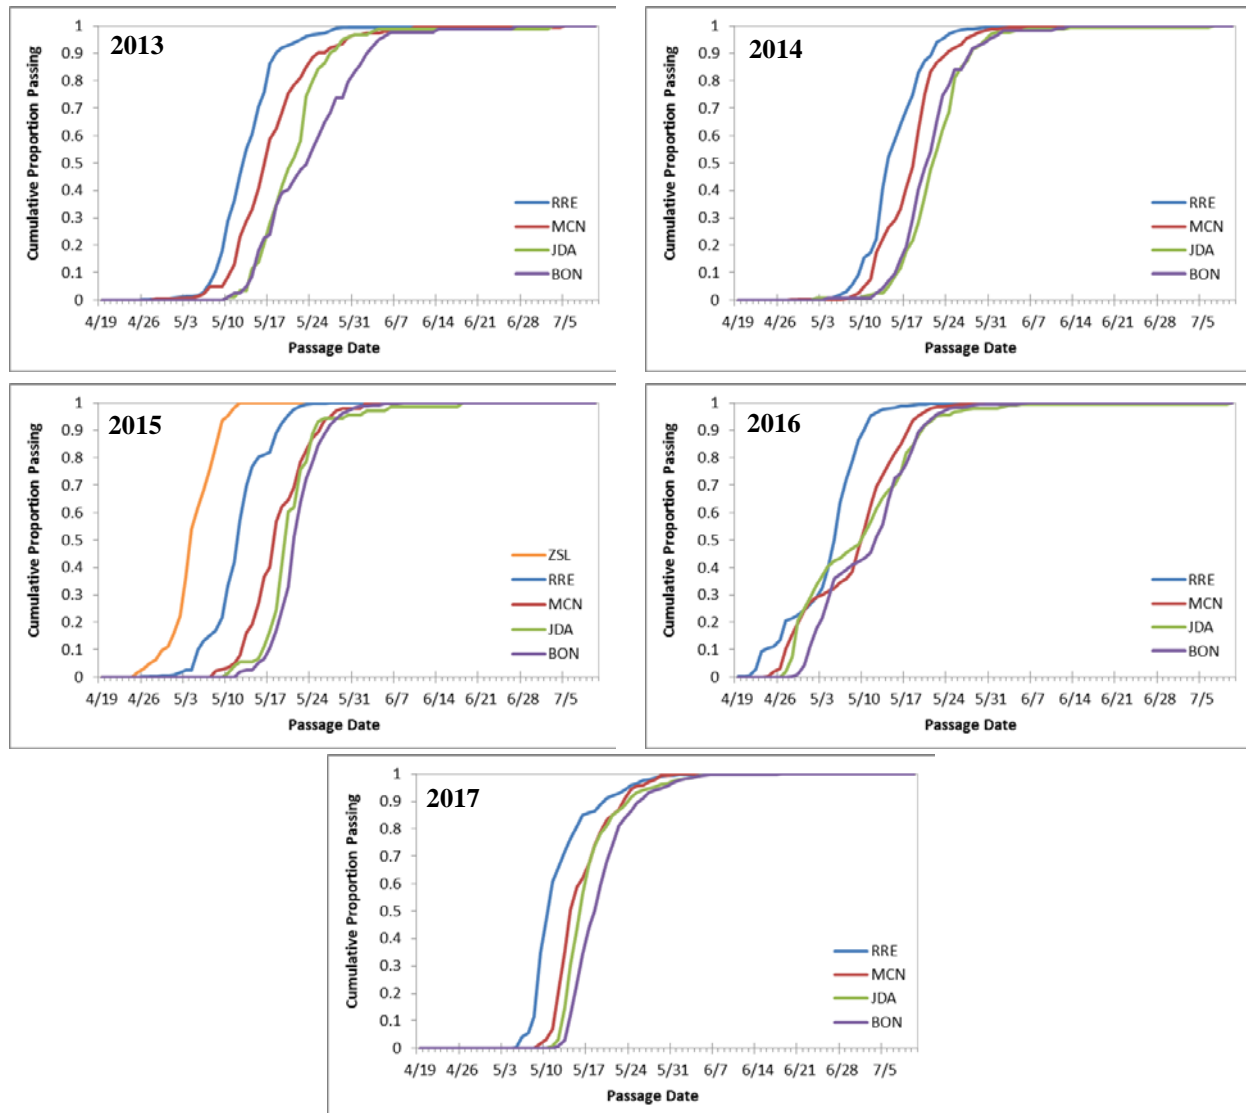 2013
Cumulative Proportion Passing
1
0.9
0.8
0.7
0.6
0.5
0.4
0.3
0.2
0.1
0
RRE
MCN
JDA
BON
4/19 4/26 5/3 5/10 5/17 5/24 5/31 6/7 6/14 6/21 6/28 7/5
Passage Date
2014
Cumulative Proportion Passing
1
0.9
0.8
0.7
0.6
0.5
0.4
0.3
0.2
0.1
0
RRE
MCN
JDA
BON
4/19 4/26 5/3 5/10 5/17 5/24 5/31 6/7 6/14 6/21 6/28 7/5
Passage Date
2015
Cumulative Proportion Passing
1
0.9
0.8
0.7
0.6
0.5
0.4
0.3
0.2
0.1
0
ZSL
RRE
MCN
JDA
BON
4/19 4/26 5/3 5/10 5/17 5/24 5/31 6/7 6/14 6/21 6/28 7/5
Passage Date
2016
Cumulative Proportion Passing
1
0.9
0.8
0.7
0.6
0.5
0.4
0.3
0.2
0.1
0
RRE
MCN
JDA
BON
4/19 4/26 5/3 5/10 5/17 5/24 5/31 6/7 6/14 6/21 6/28 7/5
Passage Date
2017
Cumulative Proportion Passing
1
0.9
0.8
0.7
0.6
0.5
0.4
0.3
0.2
0.1
0
RRE
MCN
JDA
BON
4/19 4/26 5/3 5/10 5/17 5/24 5/31 6/7 6/14 6/21 6/28 7/5
Passage Date